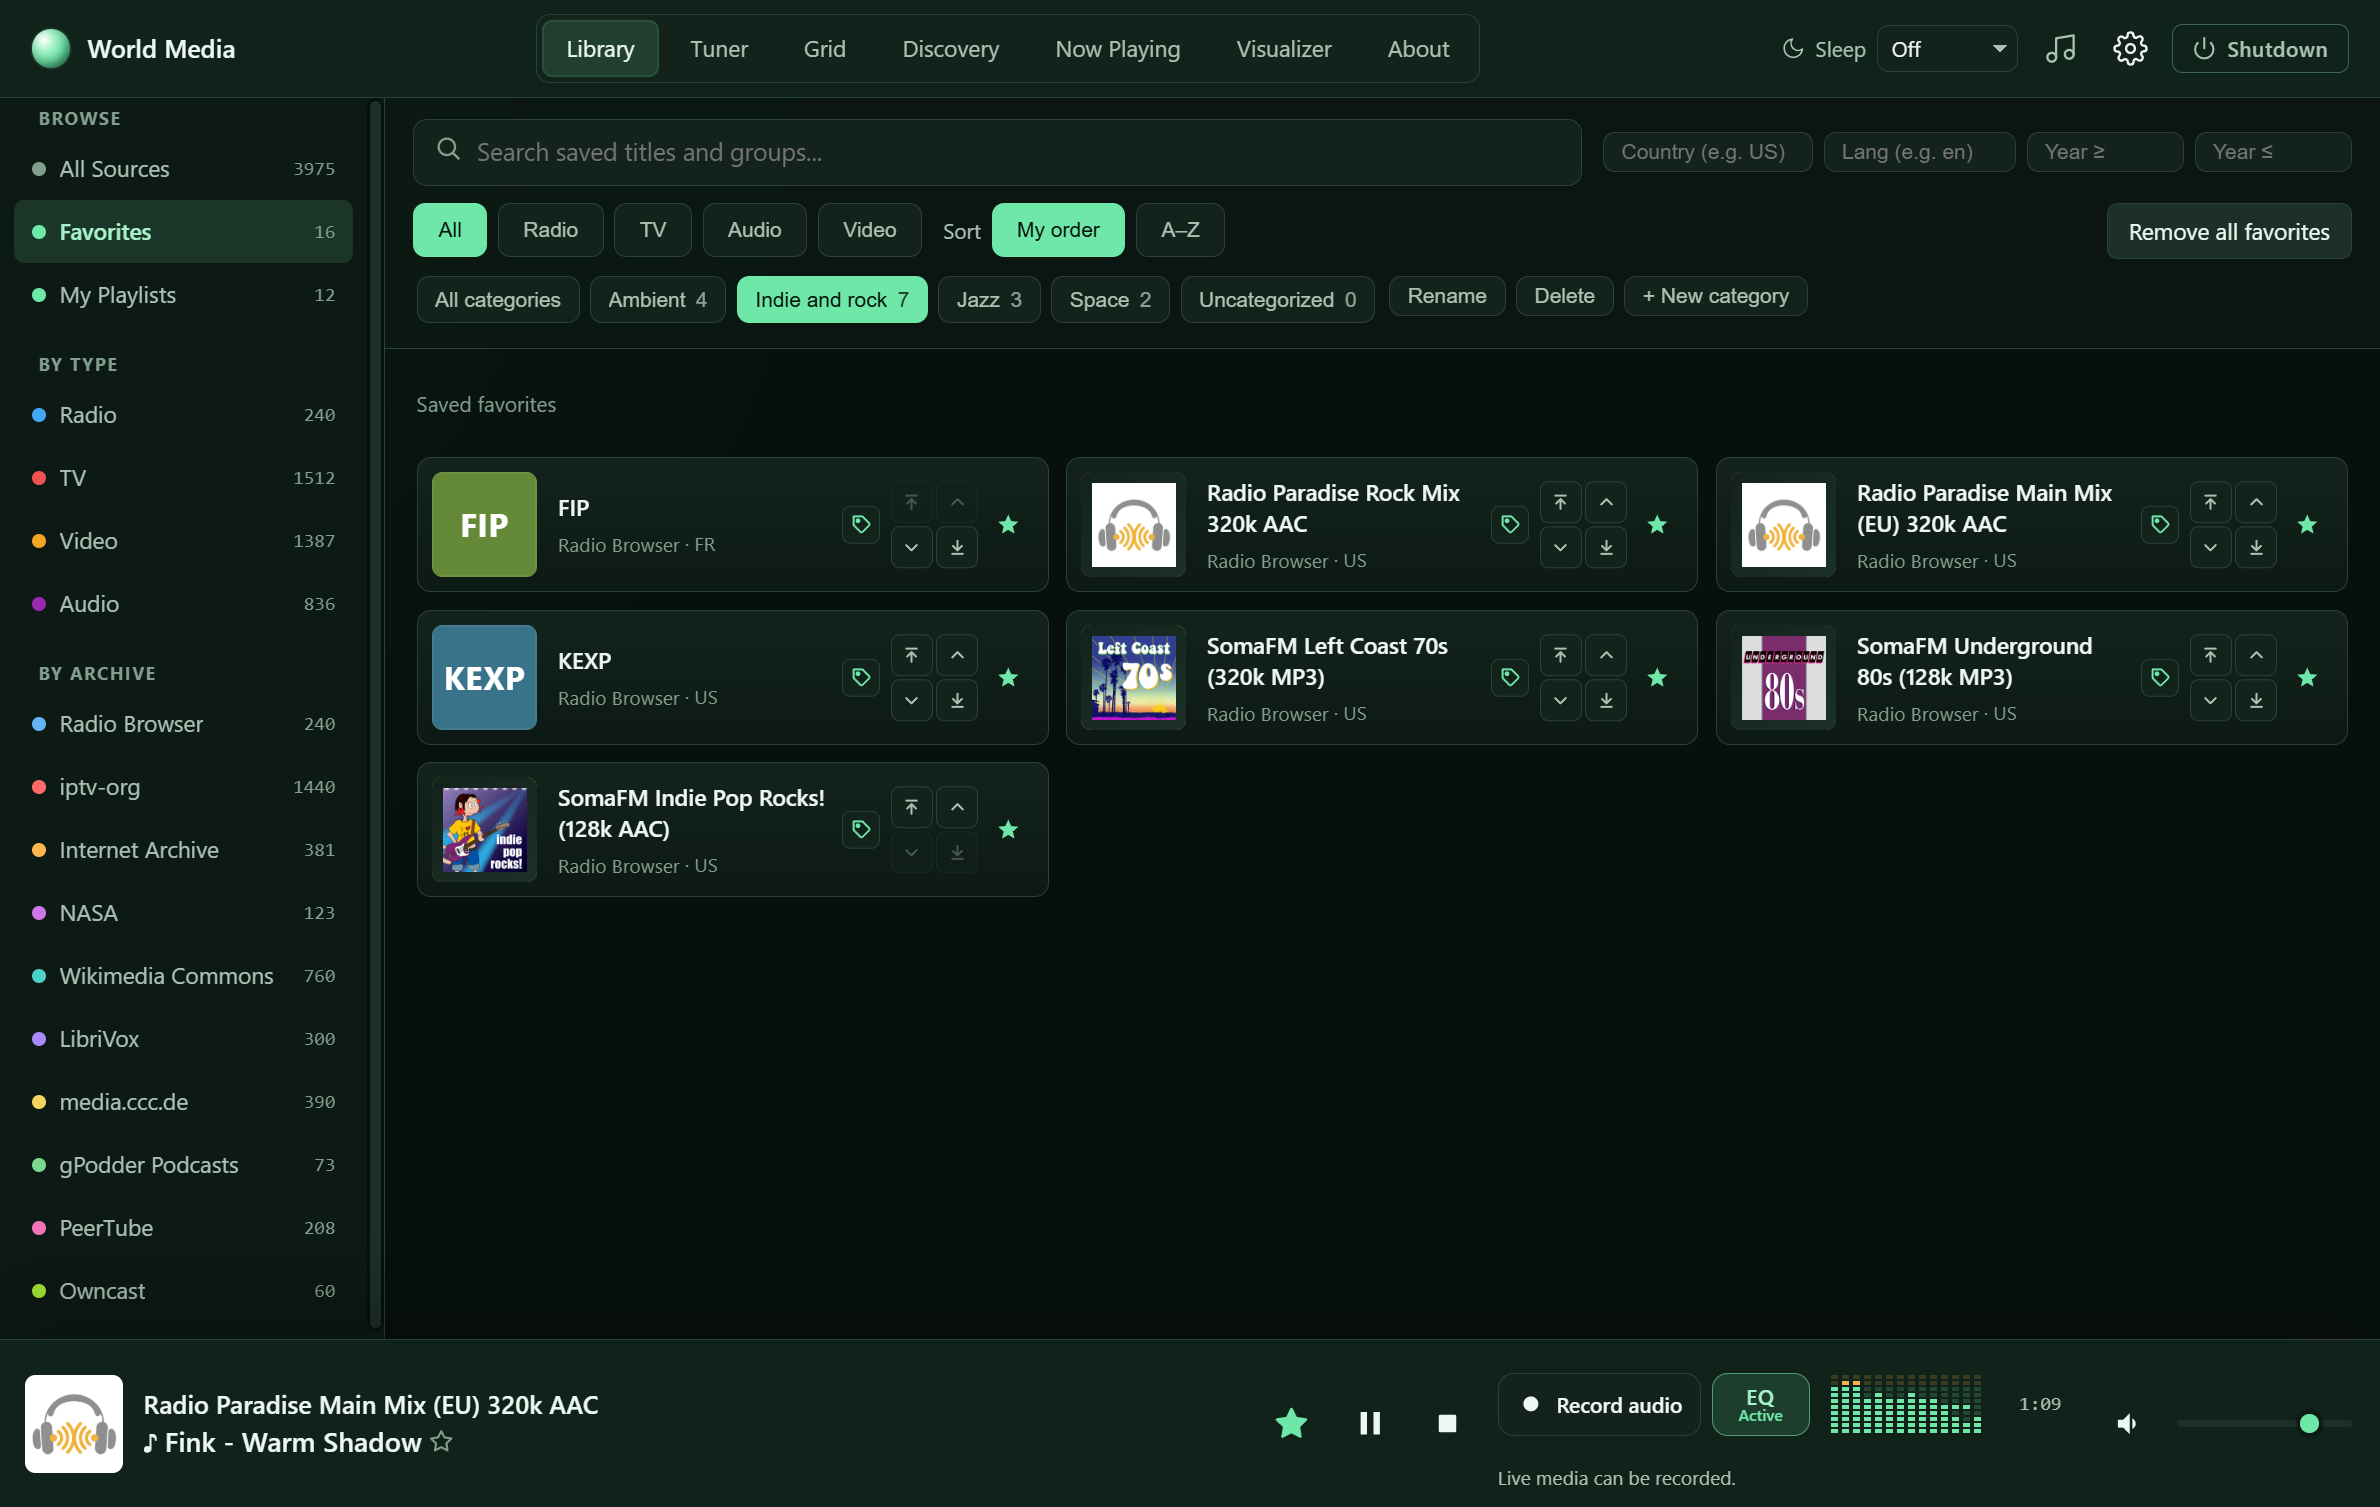 World Media
Library
Tuner
Grid
Discovery
Now Playing
Visualizer
About
Sleep
Off
Shutdown
BROWSE
All Sources 3975
Favorites 16
My Playlists 12
BY TYPE
Radio 240
TV 1512
Video 1387
Audio 836
BY ARCHIVE
Radio Browser 240
iptv-org 1440
Internet Archive 381
NASA 123
Wikimedia Commons 760
LibriVox 300
media.ccc.de 390
gPodder Podcasts 73
PeerTube 208
Owncast 60
Search saved titles and groups...
Country (e.g. US)
Lang (e.g. en)
Year ≥
Year ≤
All
Radio
TV
Audio
Video
Sort
My order
A–Z
Remove all favorites
All categories
Ambient 4
Indie and rock 7
Jazz 3
Space 2
Uncategorized 0
Rename
Delete
+ New category
Saved favorites
FIP
FIP
Radio Browser · FR
Radio Paradise Rock Mix
320k AAC
Radio Browser · US
Radio Paradise Main Mix
(EU) 320k AAC
Radio Browser · US
KEXP
KEXP
Radio Browser · US
Left Coast
70s
SomaFM Left Coast 70s
(320k MP3)
Radio Browser · US
UNDERGROUND
80s
SomaFM Underground
80s (128k MP3)
Radio Browser · US
indie
pop
rocks!
SomaFM Indie Pop Rocks!
(128k AAC)
Radio Browser · US
Radio Paradise Main Mix (EU) 320k AAC
♪ Fink - Warm Shadow ☆
Record audio
EQ
Active
1:09
Live media can be recorded.